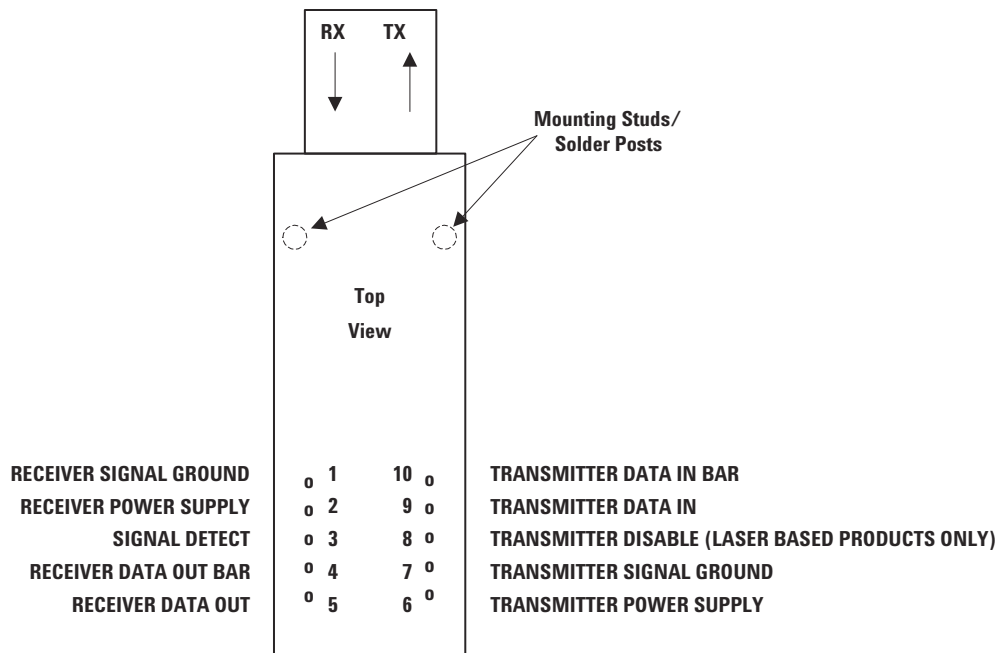 RX TX
Mounting Studs/
Solder Posts
Top
View
RECEIVER SIGNAL GROUND o 1 10 o TRANSMITTER DATA IN BAR
RECEIVER POWER SUPPLY o 2 9 o TRANSMITTER DATA IN
SIGNAL DETECT o 3 8 o TRANSMITTER DISABLE (LASER BASED PRODUCTS ONLY)
RECEIVER DATA OUT BAR o 4 7 o TRANSMITTER SIGNAL GROUND
RECEIVER DATA OUT o 5 6 o TRANSMITTER POWER SUPPLY